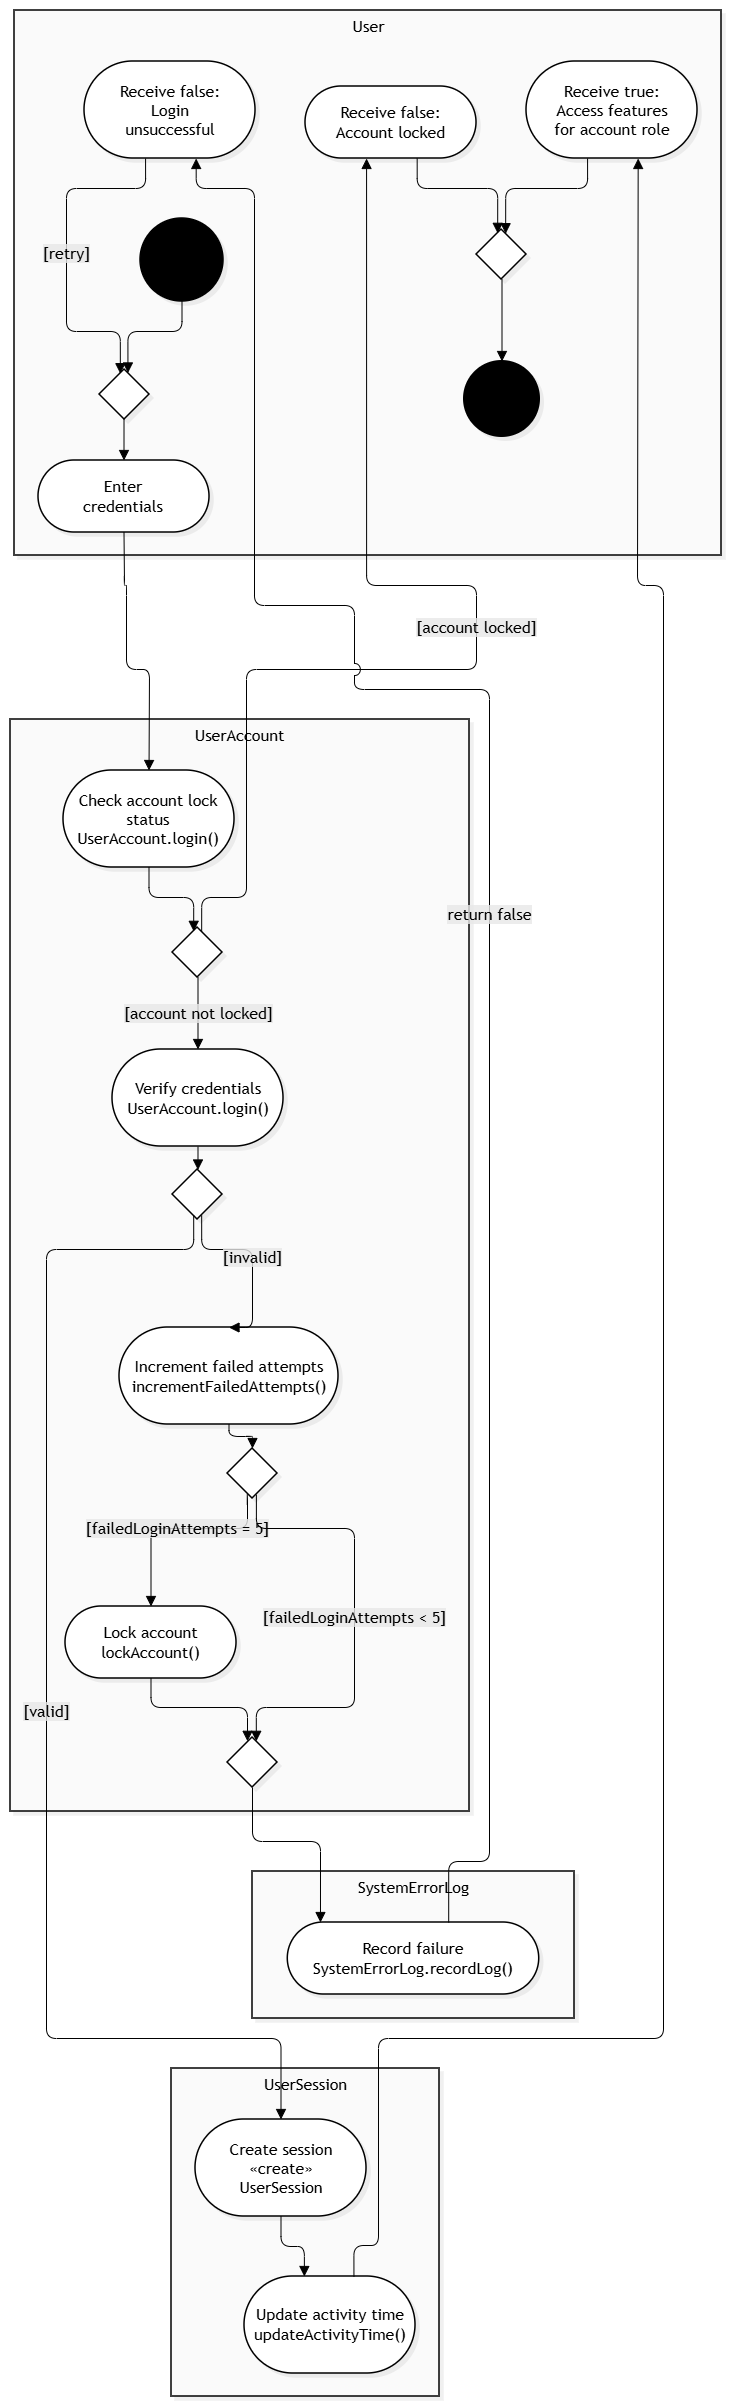 User
Receive false:
Login
unsuccessful
Receive false:
Account locked
Receive true:
Access features
for account role
[retry]
Enter
credentials
[account locked]
UserAccount
Check account lock
status
UserAccount.login()
return false
[account not locked]
Verify credentials
UserAccount.login()
[invalid]
Increment failed attempts
incrementFailedAttempts()
[failedLoginAttempts = 5]
[failedLoginAttempts < 5]
Lock account
lockAccount()
[valid]
SystemErrorLog
Record failure
SystemErrorLog.recordLog()
UserSession
Create session
«create»
UserSession
Update activity time
updateActivityTime()